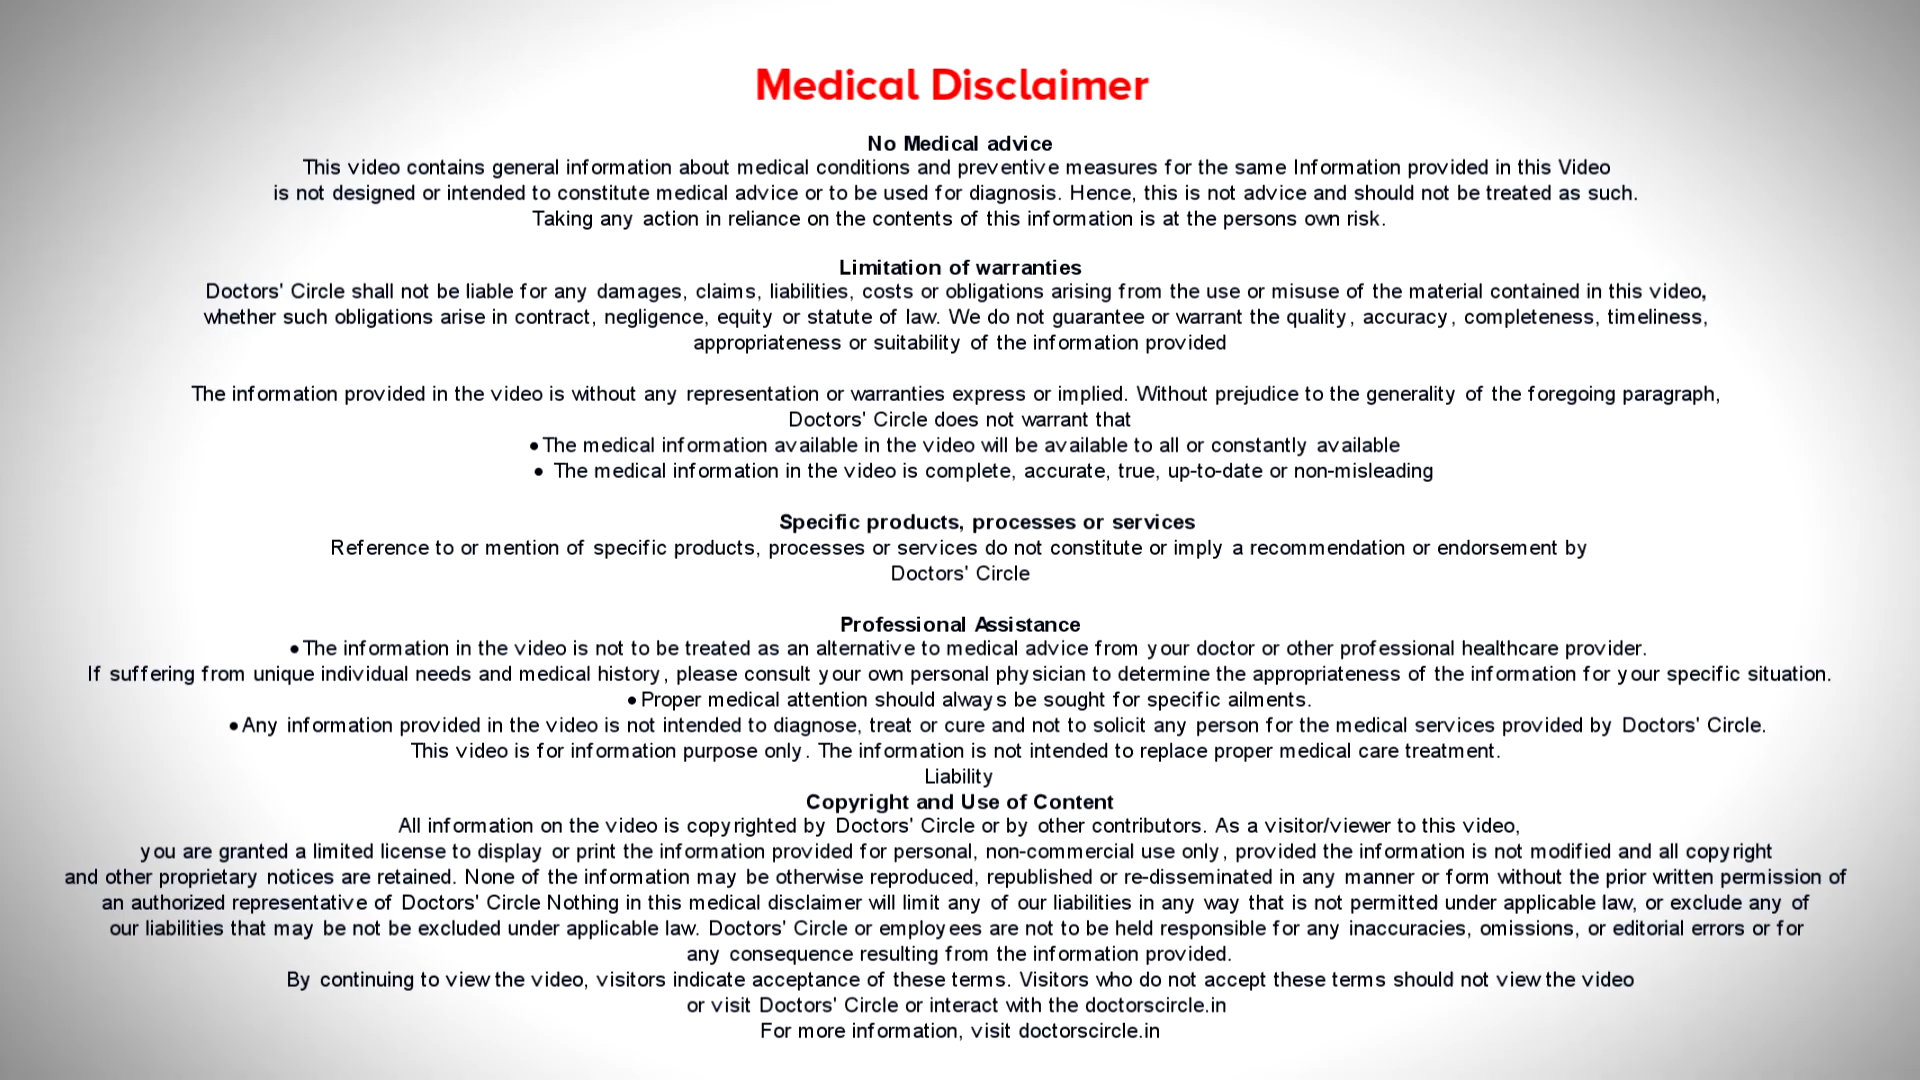 Medical Disclaimer
No Medical advice
This video contains general information about medical conditions and preventive measures for the same Information provided in this Video
is not designed or intended to constitute medical advice or to be used for diagnosis. Hence, this is not advice and should not be treated as such.
Taking any action in reliance on the contents of this information is at the persons own risk.
Limitation of warranties
Doctors' Circle shall not be liable for any damages, claims, liabilities, costs or obligations arising from the use or misuse of the material contained in this video,
whether such obligations arise in contract, negligence, equity or statute of law. We do not guarantee or warrant the quality, accuracy, completeness, timeliness,
appropriateness or suitability of the information provided
The information provided in the video is without any representation or warranties express or implied. Without prejudice to the generality of the foregoing paragraph,
Doctors' Circle does not warrant that
• The medical information available in the video will be available to all or constantly available
• The medical information in the video is complete, accurate, true, up-to-date or non-misleading
Specific products, processes or services
Reference to or mention of specific products, processes or services do not constitute or imply a recommendation or endorsement by
Doctors' Circle
Professional Assistance
• The information in the video is not to be treated as an alternative to medical advice from your doctor or other professional healthcare provider.
If suffering from unique individual needs and medical history, please consult your own personal physician to determine the appropriateness of the information for your specific situation.
• Proper medical attention should always be sought for specific ailments.
• Any information provided in the video is not intended to diagnose, treat or cure and not to solicit any person for the medical services provided by Doctors' Circle.
This video is for information purpose only. The information is not intended to replace proper medical care treatment.
Liability
Copyright and Use of Content
All information on the video is copyrighted by Doctors' Circle or by other contributors. As a visitor/viewer to this video,
you are granted a limited license to display or print the information provided for personal, non-commercial use only, provided the information is not modified and all copyright
and other proprietary notices are retained. None of the information may be otherwise reproduced, republished or re-disseminated in any manner or form without the prior written permission of
an authorized representative of Doctors' Circle Nothing in this medical disclaimer will limit any of our liabilities in any way that is not permitted under applicable law, or exclude any of
our liabilities that may be not be excluded under applicable law. Doctors' Circle or employees are not to be held responsible for any inaccuracies, omissions, or editorial errors or for
any consequence resulting from the information provided.
By continuing to view the video, visitors indicate acceptance of these terms. Visitors who do not accept these terms should not view the video
or visit Doctors' Circle or interact with the doctorscircle.in
For more information, visit doctorscircle.in